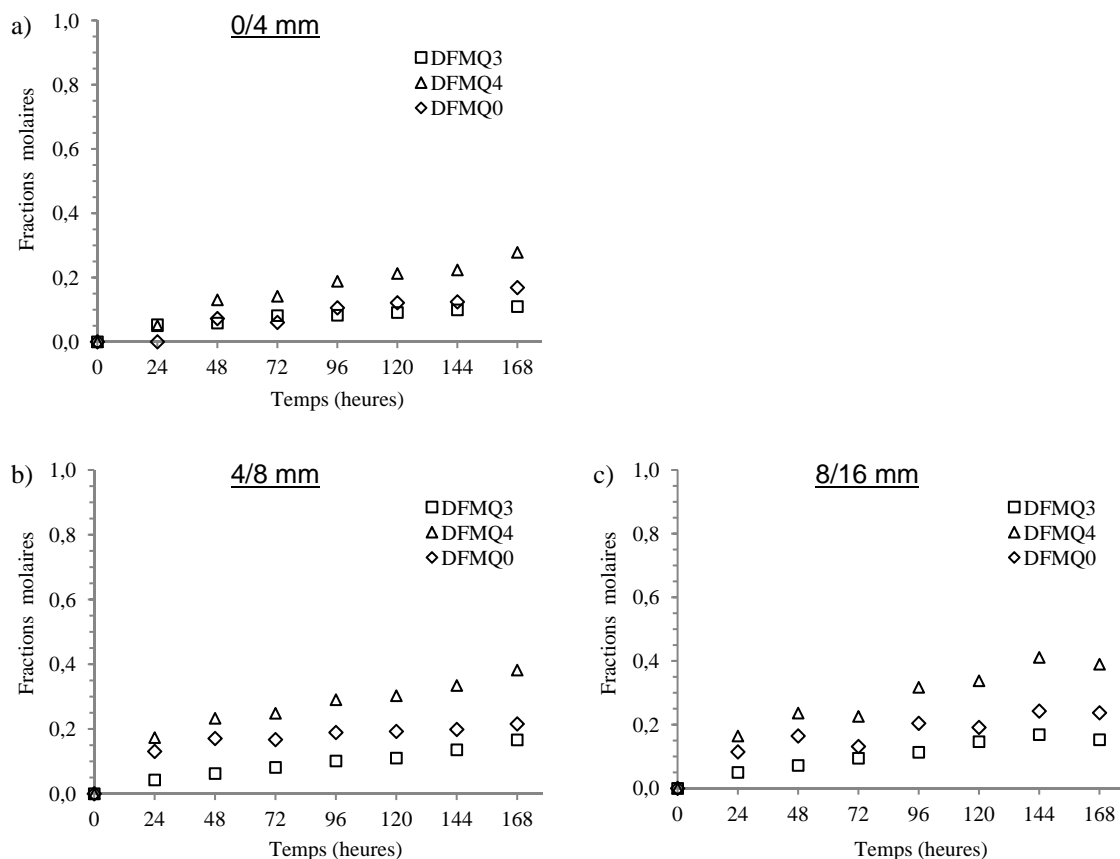 a)
0/4 mm
DFMQ3
DFMQ4
DFMQ0
Fractions molaires
1,0
0,8
0,6
0,4
0,2
0,0
0 24 48 72 96 120 144 168
Temps (heures)
b)
4/8 mm
DFMQ3
DFMQ4
DFMQ0
Fractions molaires
1,0
0,8
0,6
0,4
0,2
0,0
0 24 48 72 96 120 144 168
Temps (heures)
c)
8/16 mm
DFMQ3
DFMQ4
DFMQ0
Fractions molaires
1,0
0,8
0,6
0,4
0,2
0,0
0 24 48 72 96 120 144 168
Temps (heures)